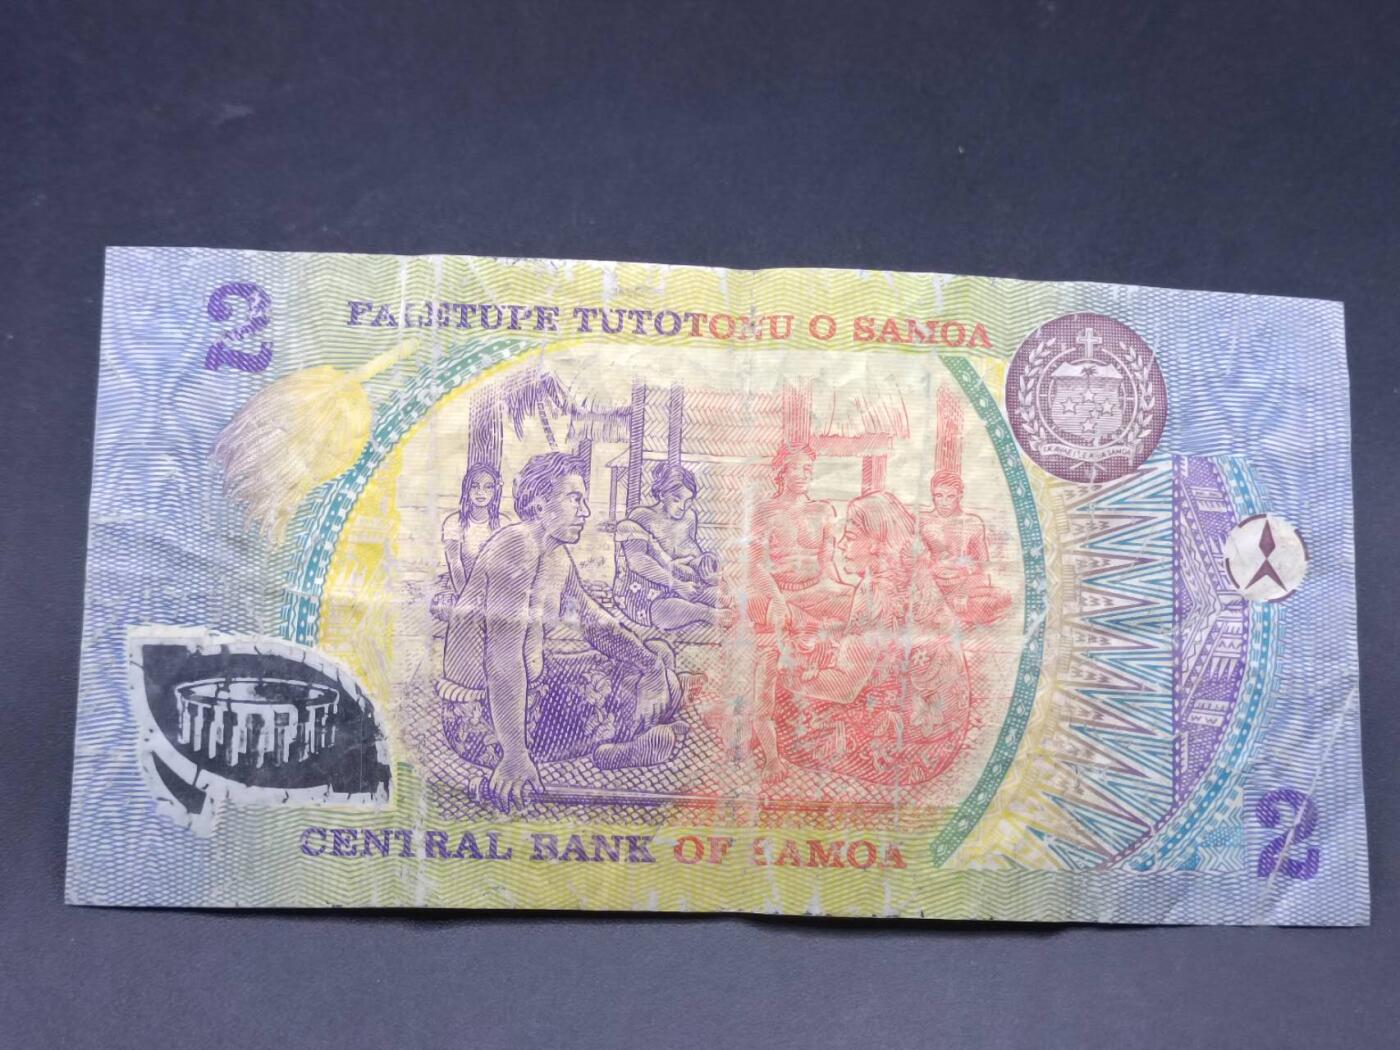 2
FALETUPE TUTOTONU O SAMOA
CENTRAL BANK OF SAMOA
2